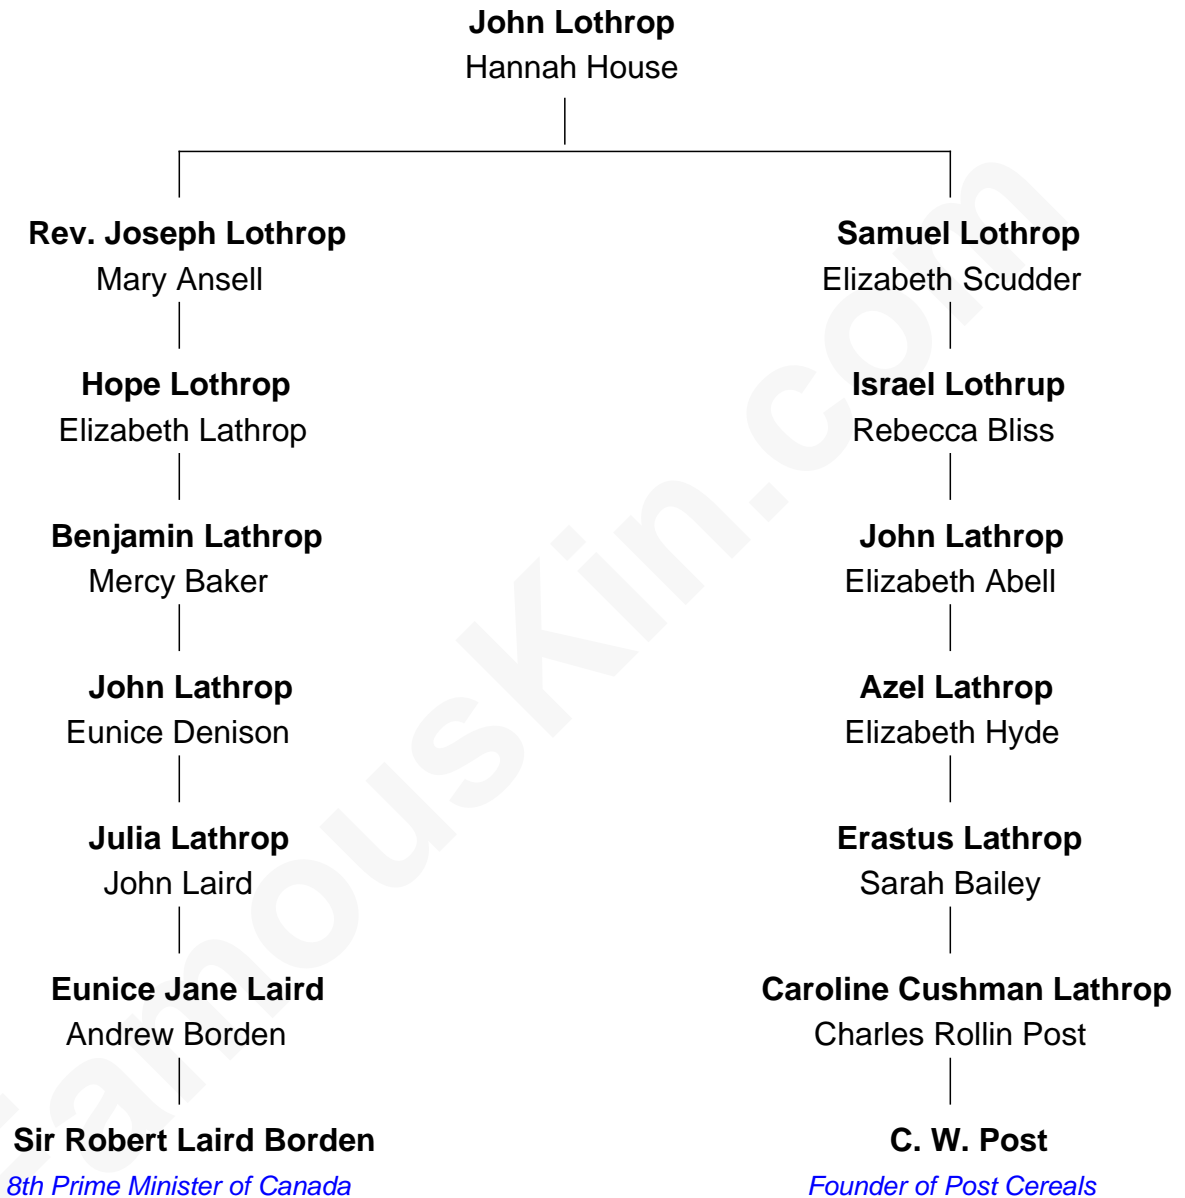 John Lothrop
Hannah House
Rev. Joseph Lothrop
Mary Ansell
Samuel Lothrop
Elizabeth Scudder
Hope Lothrop
Elizabeth Lathrop
Israel Lothrup
Rebecca Bliss
Benjamin Lathrop
Mercy Baker
John Lathrop
Elizabeth Abell
John Lathrop
Eunice Denison
Azel Lathrop
Elizabeth Hyde
Julia Lathrop
John Laird
Erastus Lathrop
Sarah Bailey
Eunice Jane Laird
Andrew Borden
Caroline Cushman Lathrop
Charles Rollin Post
Sir Robert Laird Borden
8th Prime Minister of Canada
C. W. Post
Founder of Post Cereals
FamousKin.com